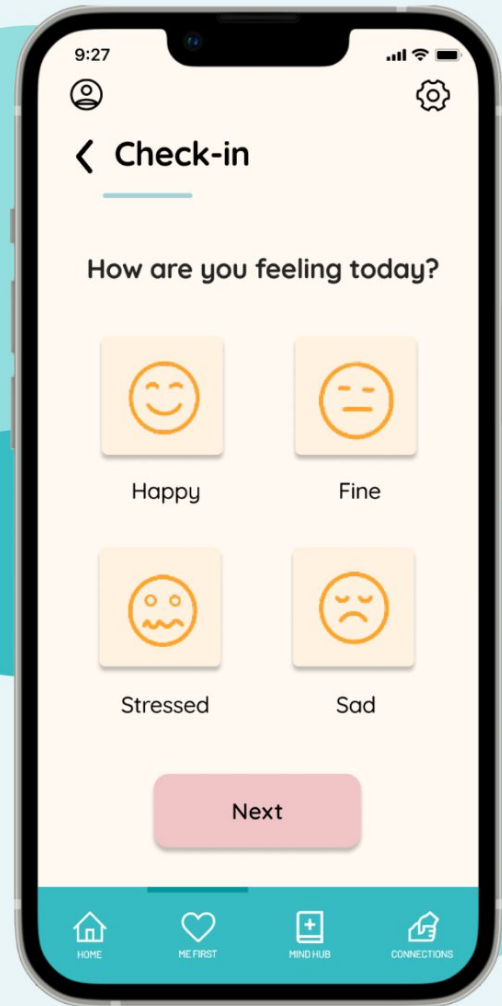 9:27
Check-in
How are you feeling today?
Happy Fine
Stressed Sad
Next
HOME ME FIRST MIND HUB CONNECTIONS